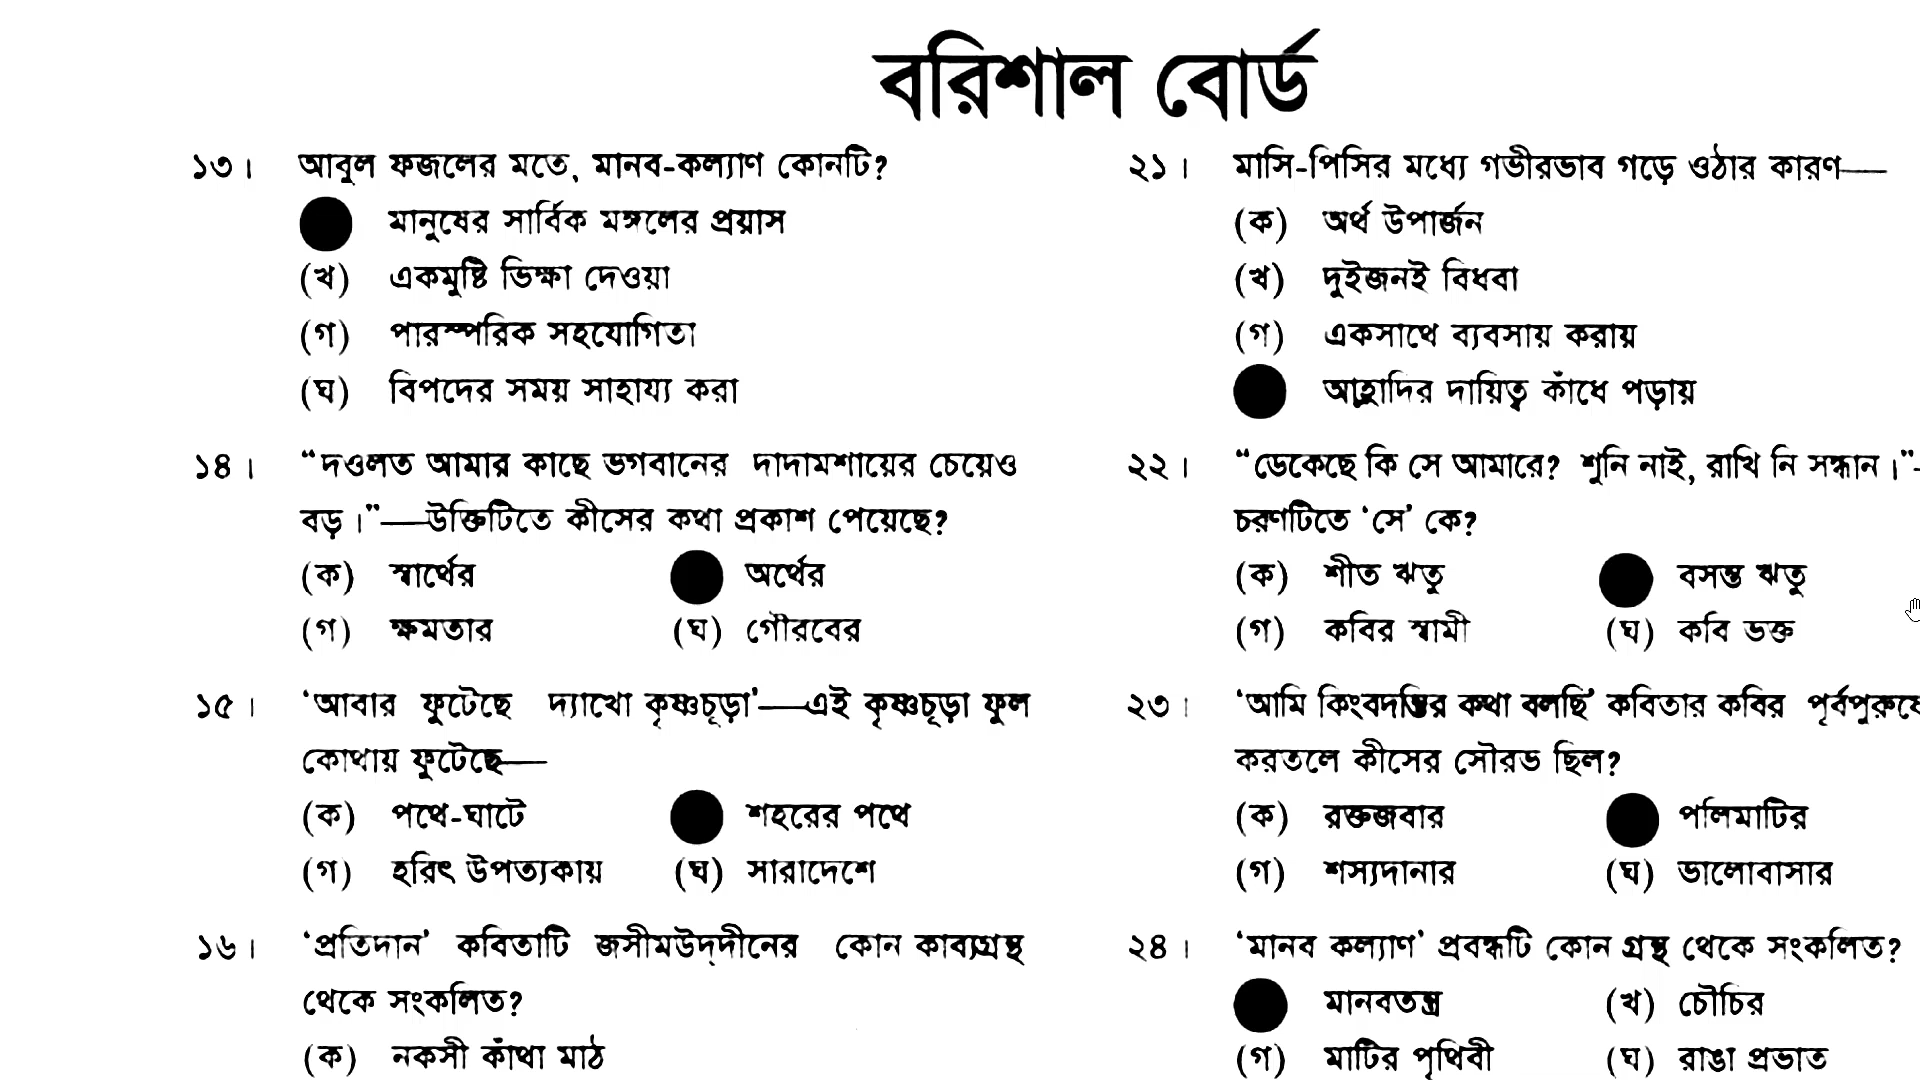 বরিশাল বোর্ড
১৩। আবুল ফজলের মতে, মানব-কল্যাণ কোনটি?
মানুষের সার্বিক মঙ্গলের প্রয়াস
(খ) একমুষ্টি ভিক্ষা দেওয়া
(গ) পারস্পরিক সহযোগিতা
(ঘ) বিপদের সময় সাহায্য করা
১৪। “দওলত আমার কাছে ভগবানের দাদামশায়ের চেয়েও
বড়।”—উক্তিটিতে কীসের কথা প্রকাশ পেয়েছে?
(ক) স্বার্থের অর্থের
(গ) ক্ষমতার (ঘ) গৌরবের
১৫। ‘আবার ফুটেছে দ্যাখো কৃষ্ণচূড়া’—এই কৃষ্ণচূড়া ফুল
কোথায় ফুটেছে—
(ক) পথে-ঘাটে শহরের পথে
(গ) হরিৎ উপত্যকায় (ঘ) সারাদেশে
১৬। ‘প্রতিদান’ কবিতাটি জসীমউদ্‌দীনের কোন কাব্যগ্রন্থ
থেকে সংকলিত?
(ক) নকসী কাঁথা মাঠ
২১। মাসি-পিসির মধ্যে গভীরভাব গড়ে ওঠার কারণ—
(ক) অর্থ উপার্জন
(খ) দুইজনই বিধবা
(গ) একসাথে ব্যবসায় করায়
আহ্লাদির দায়িত্ব কাঁধে পড়ায়
২২। “ডেকেছে কি সে আমারে? শুনি নাই, রাখি নি সন্ধান।”-
চরণটিতে ‘সে’ কে?
(ক) শীত ঋতু বসন্ত ঋতু
(গ) কবির স্বামী (ঘ) কবি ভক্ত
২৩। ‘আমি কিংবদন্তির কথা বলছি’ কবিতার কবির পূর্বপুরুষে
করতলে কীসের সৌরভ ছিল?
(ক) রক্তজবার পলিমাটির
(গ) শস্যদানার (ঘ) ভালোবাসার
২৪। ‘মানব কল্যাণ’ প্রবন্ধটি কোন গ্রন্থ থেকে সংকলিত?
মানবতন্ত্র (খ) চৌচির
(গ) মাটির পৃথিবী (ঘ) রাঙা প্রভাত